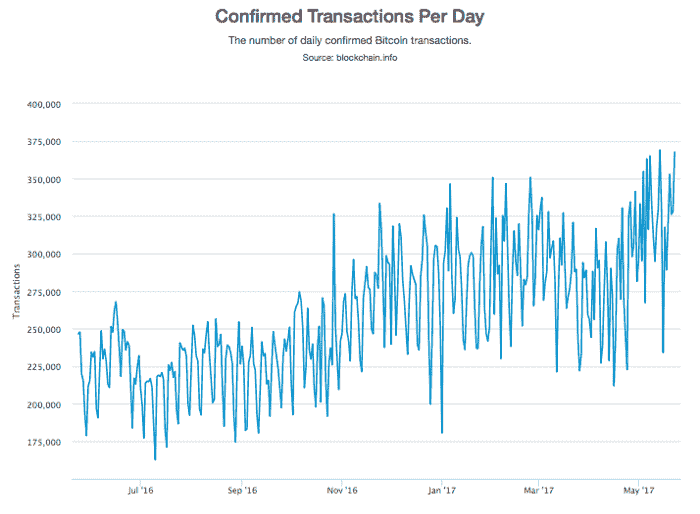 Confirmed Transactions Per Day
The number of daily confirmed Bitcoin transactions.
Source: blockchain.info
400,000
375,000
350,000
325,000
300,000
275,000
250,000
225,000
200,000
175,000
Transactions
Jul '16
Sep '16
Nov '16
Jan '17
Mar '17
May '17